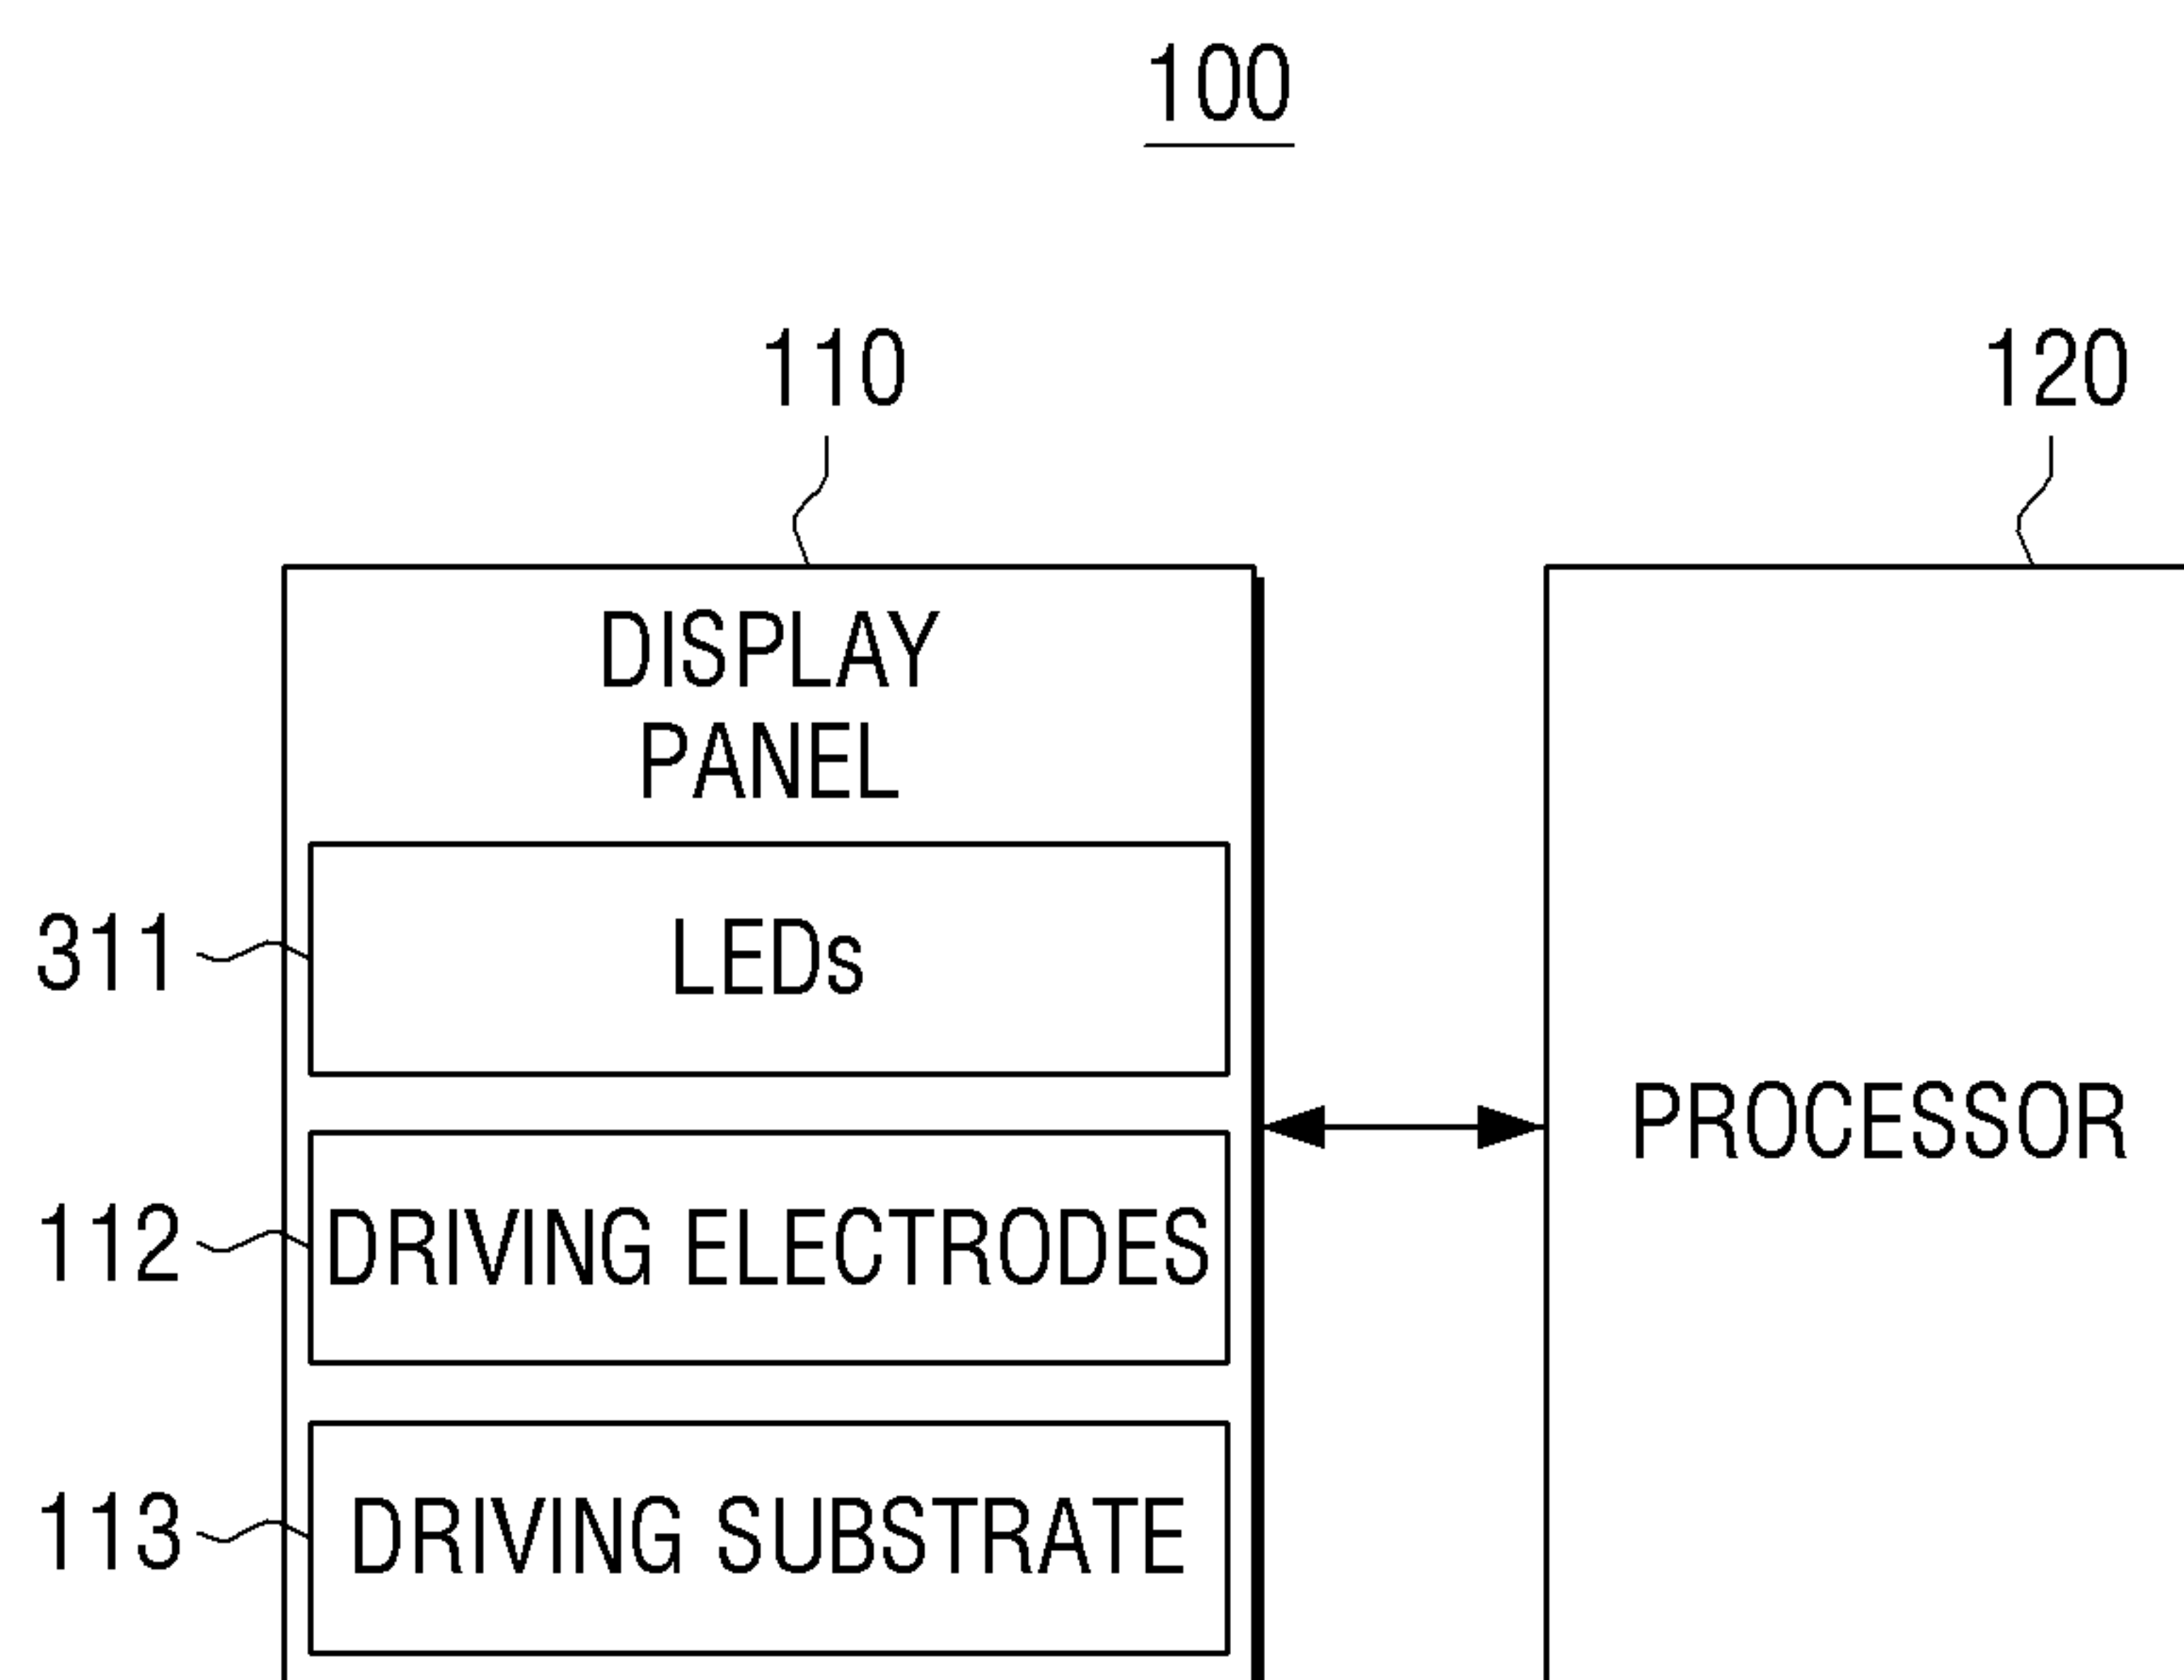 100
110
120
DISPLAY
PANEL
311
LEDs
PROCESSOR
112
DRIVING ELECTRODES
113
DRIVING SUBSTRATE